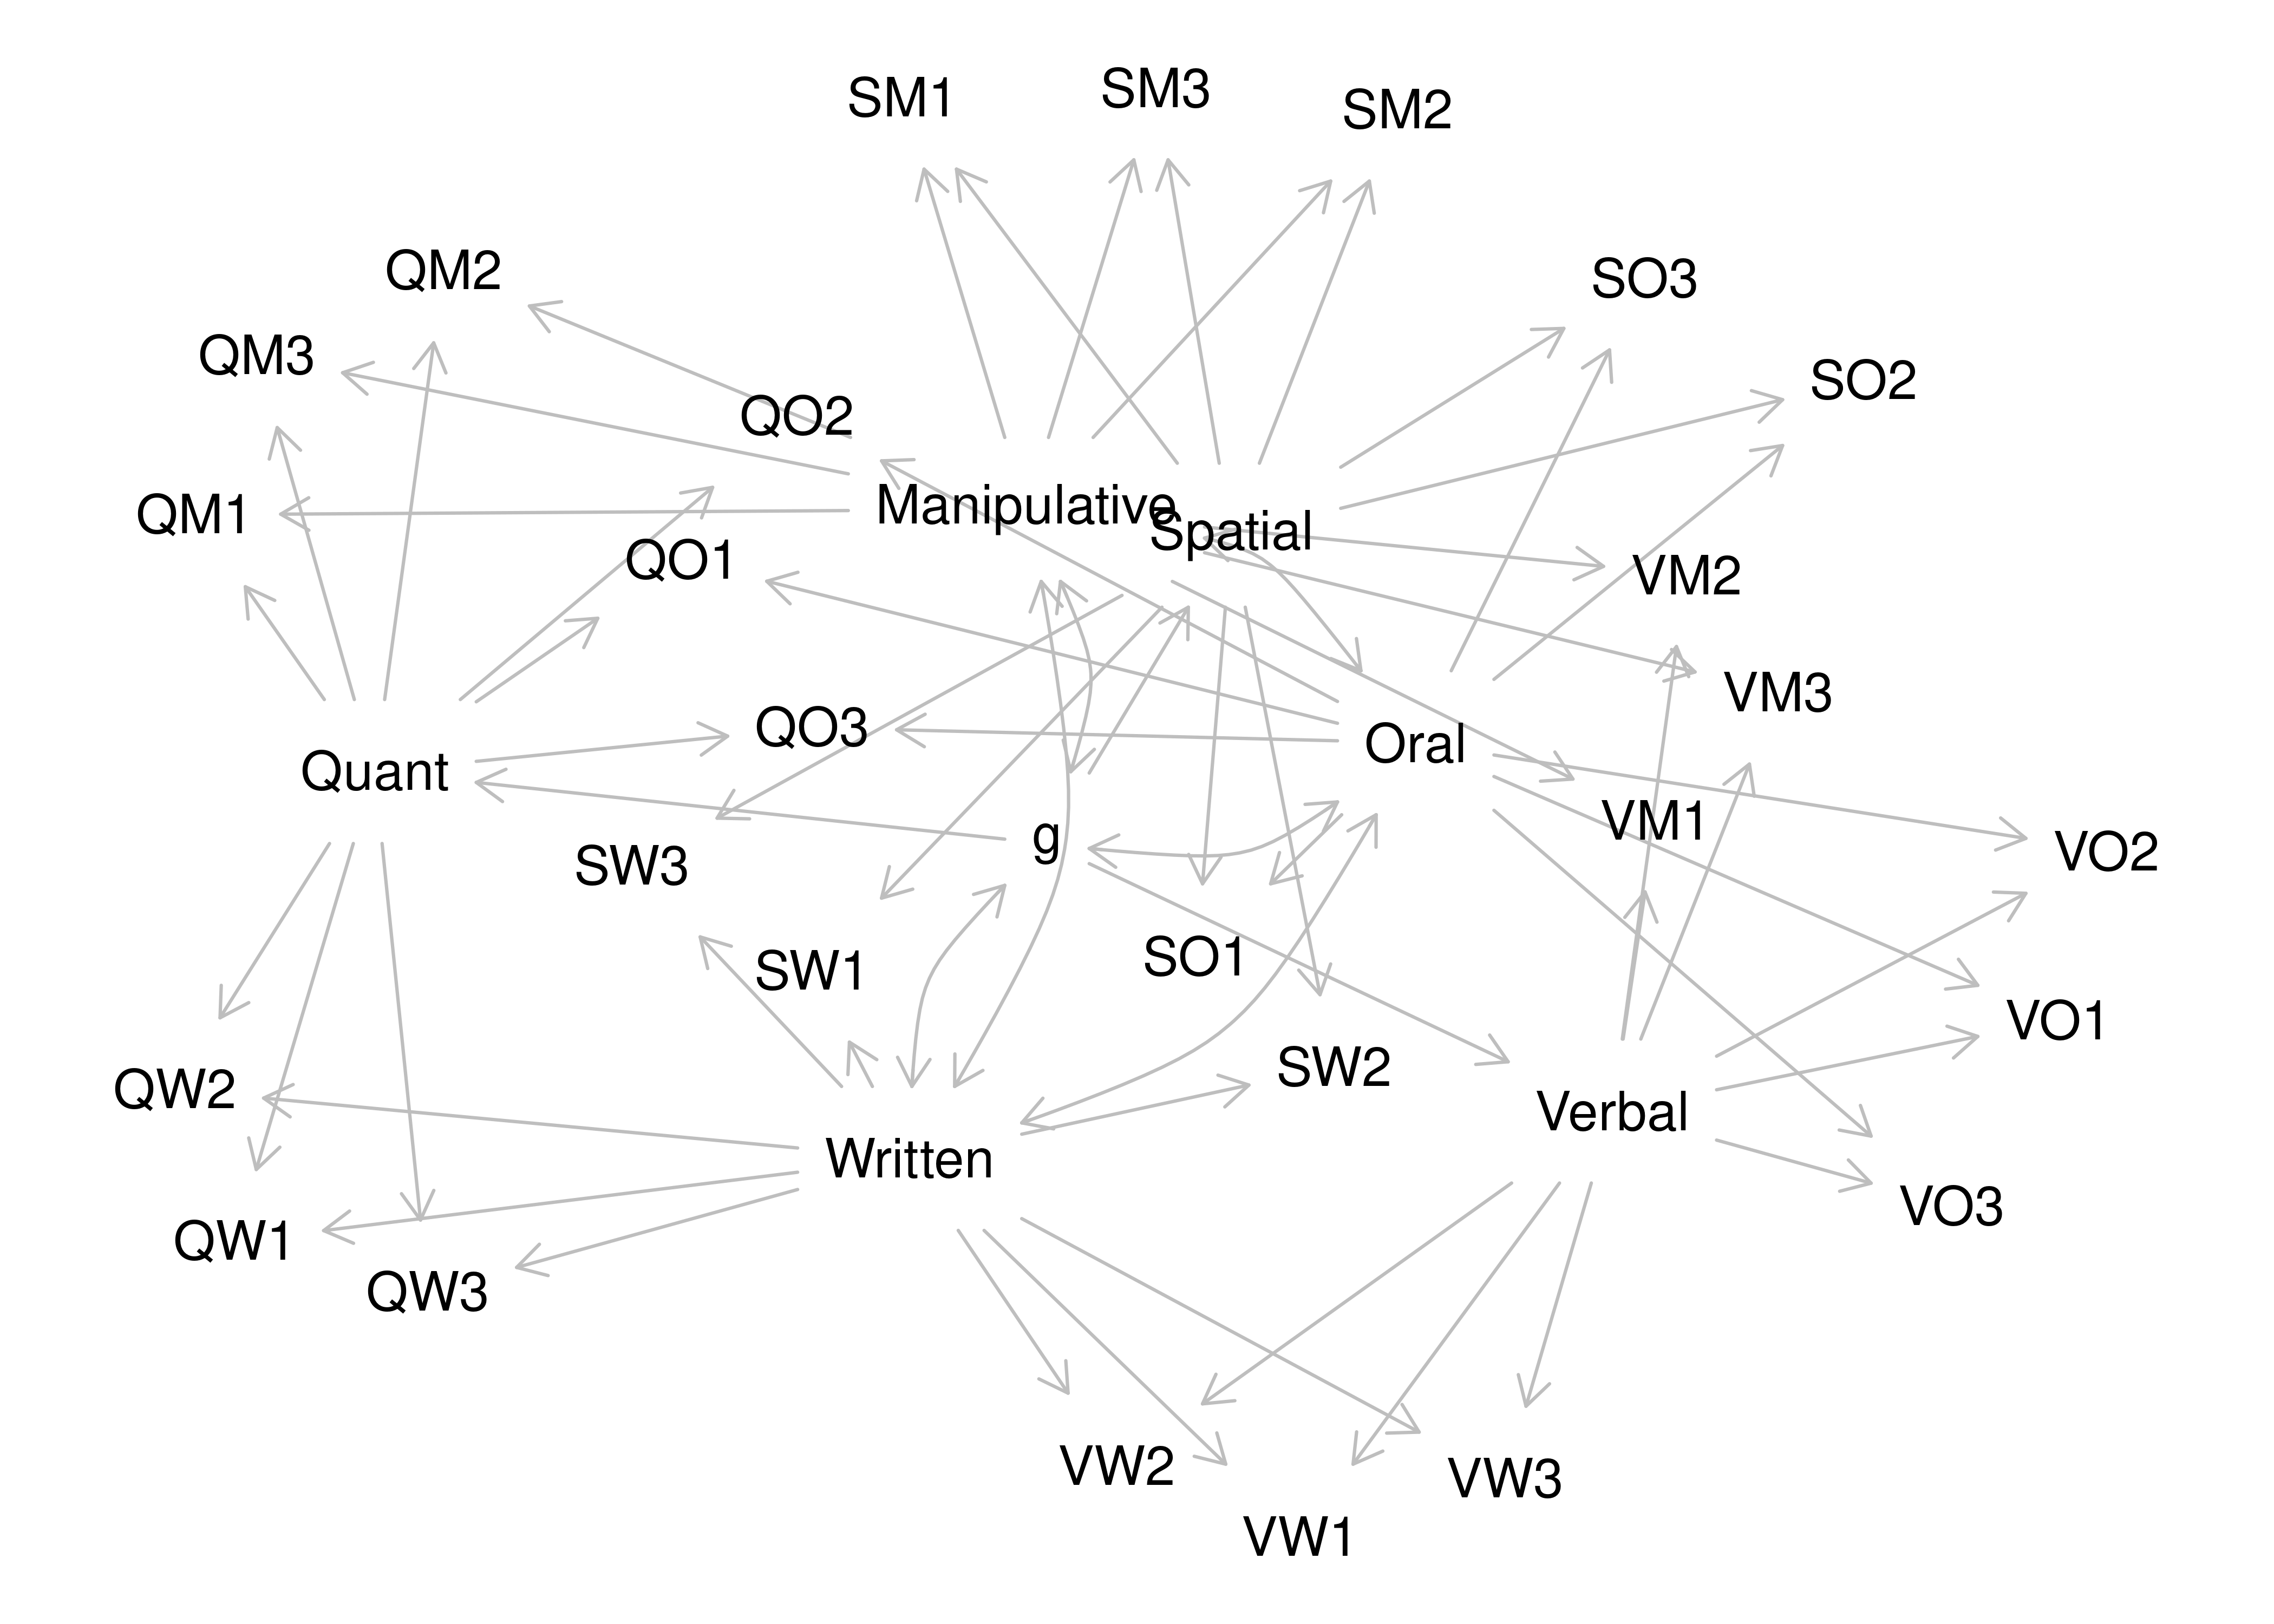 SM1
SM3
SM2
QM2
SO3
QM3
SO2
QO2
Manipulative
QM1
Spatial
QO1
VM2
VM3
QO3
Oral
Quant
g
VM1
VO2
SW3
SO1
SW1
VO1
SW2
QW2
Verbal
Written
VO3
QW1
QW3
VW2
VW3
VW1